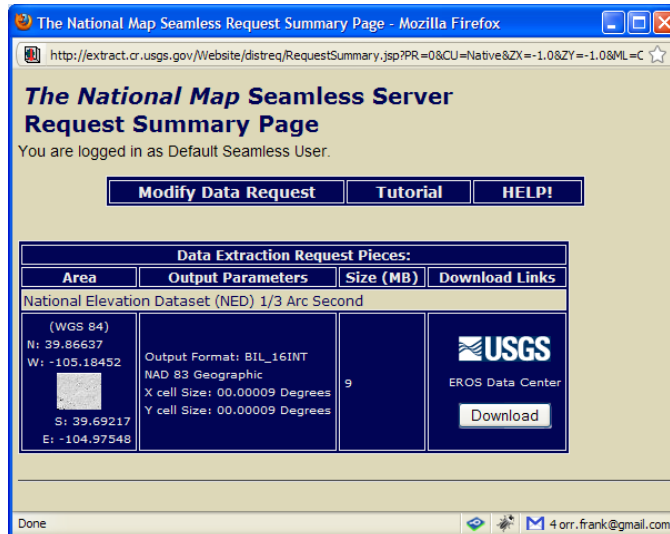 The National Map Seamless Request Summary Page - Mozilla Firefox
http://extract.cr.usgs.gov/Website/distreq/RequestSummary.jsp?PR=0&CU=Native&ZX=-1.0&ZY=-1.0&ML=C
The National Map Seamless Server
Request Summary Page
You are logged in as Default Seamless User.
Modify Data Request Tutorial HELP!
Data Extraction Request Pieces:
Area Output Parameters Size (MB) Download Links
National Elevation Dataset (NED) 1/3 Arc Second
(WGS 84)
N: 39.86637
W: -105.18452
S: 39.69217
E: -104.97548
Output Format: BIL_16INT
NAD 83 Geographic
X cell Size: 00.00009 Degrees
Y cell Size: 00.00009 Degrees
9
USGS
EROS Data Center
Download
Done
4 orr.frank@gmail.com